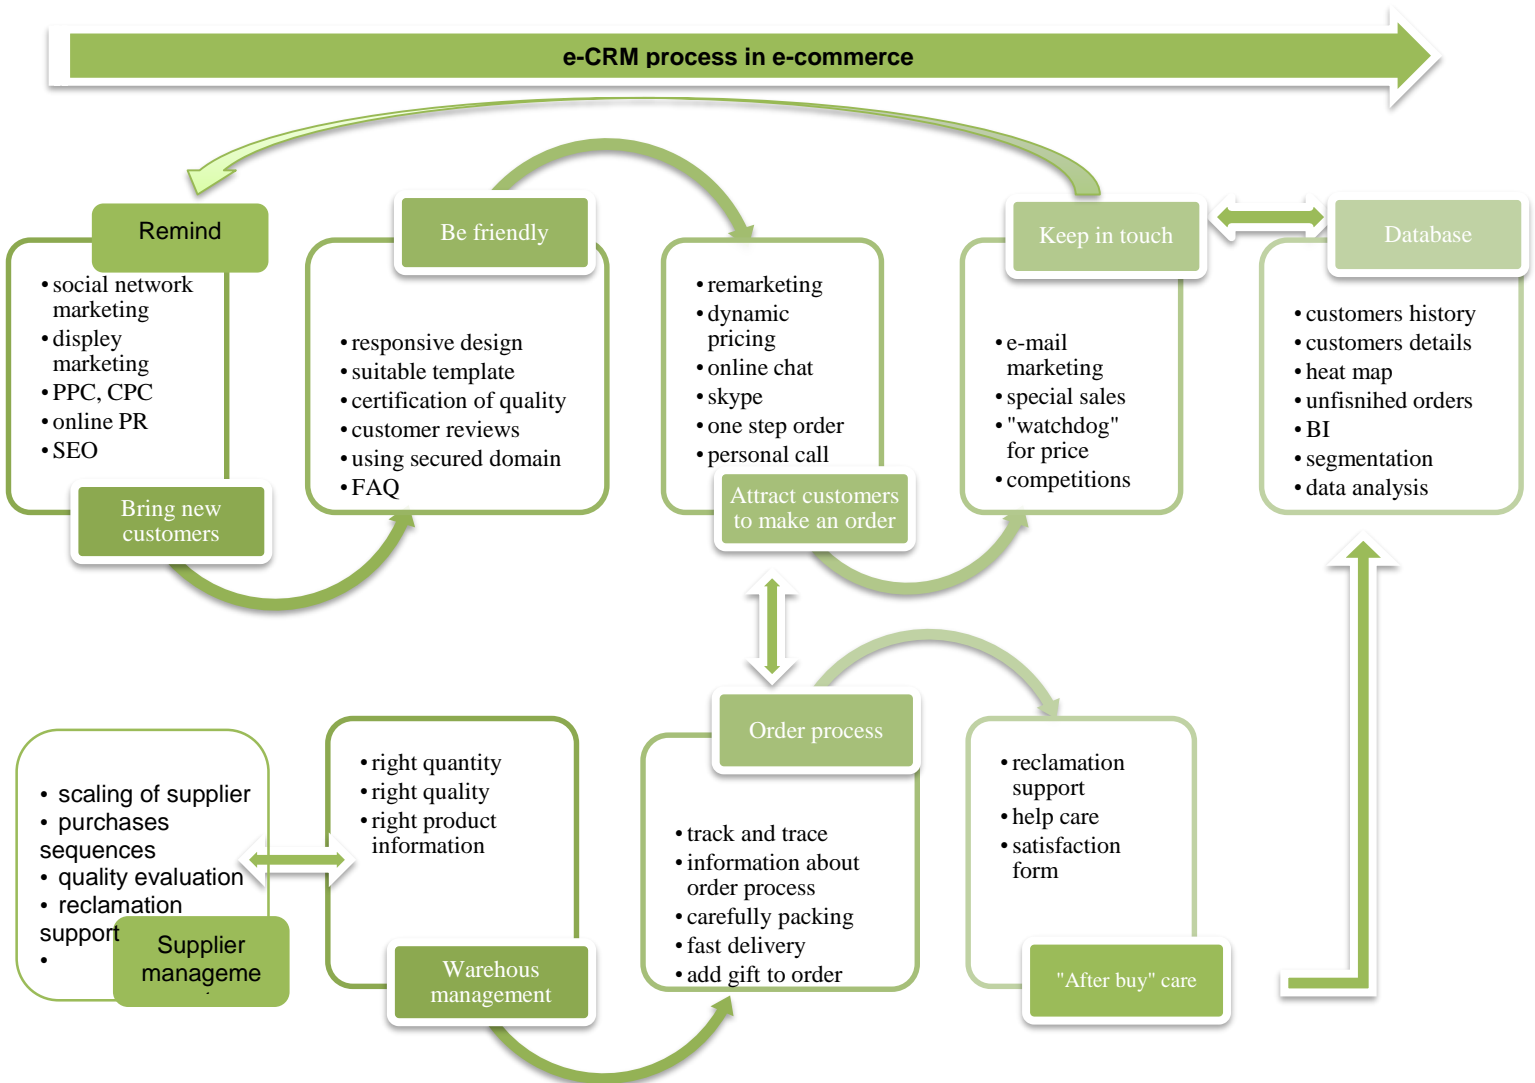 e-CRM process in e-commerce
Remind
• social network
marketing
• displey
marketing
• PPC, CPC
• online PR
• SEO
Bring new
customers
Be friendly
• responsive design
• suitable template
• certification of quality
• customer reviews
• using secured domain
• FAQ
• remarketing
• dynamic
pricing
• online chat
• skype
• one step order
• personal call
Attract customers
to make an order
Keep in touch
• e-mail
marketing
• special sales
• "watchdog"
for price
• competitions
Database
• customers history
• customers details
• heat map
• unfisnihed orders
• BI
• segmentation
• data analysis
• scaling of supplier
• purchases
sequences
• quality evaluation
• reclamation
support
•
Supplier
manageme
• right quantity
• right quality
• right product
information
Warehous
management
Order process
• track and trace
• information about
order process
• carefully packing
• fast delivery
• add gift to order
• reclamation
support
• help care
• satisfaction
form
"After buy" care